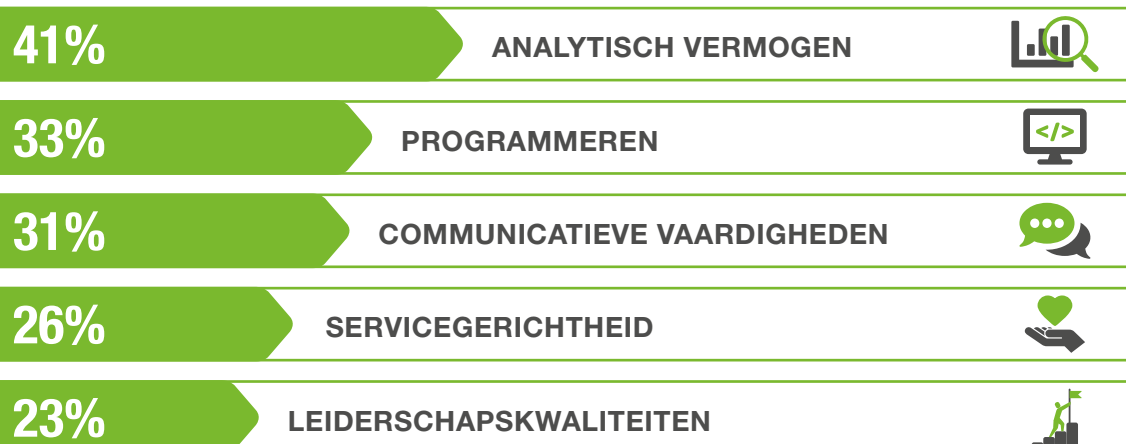 41% ANALYTISCH VERMOGEN
33% PROGRAMMEREN </>
31% COMMUNICATIEVE VAARDIGHEDEN
26% SERVICEGERICHTHEID
23% LEIDERSCHAPSKWALITEITEN